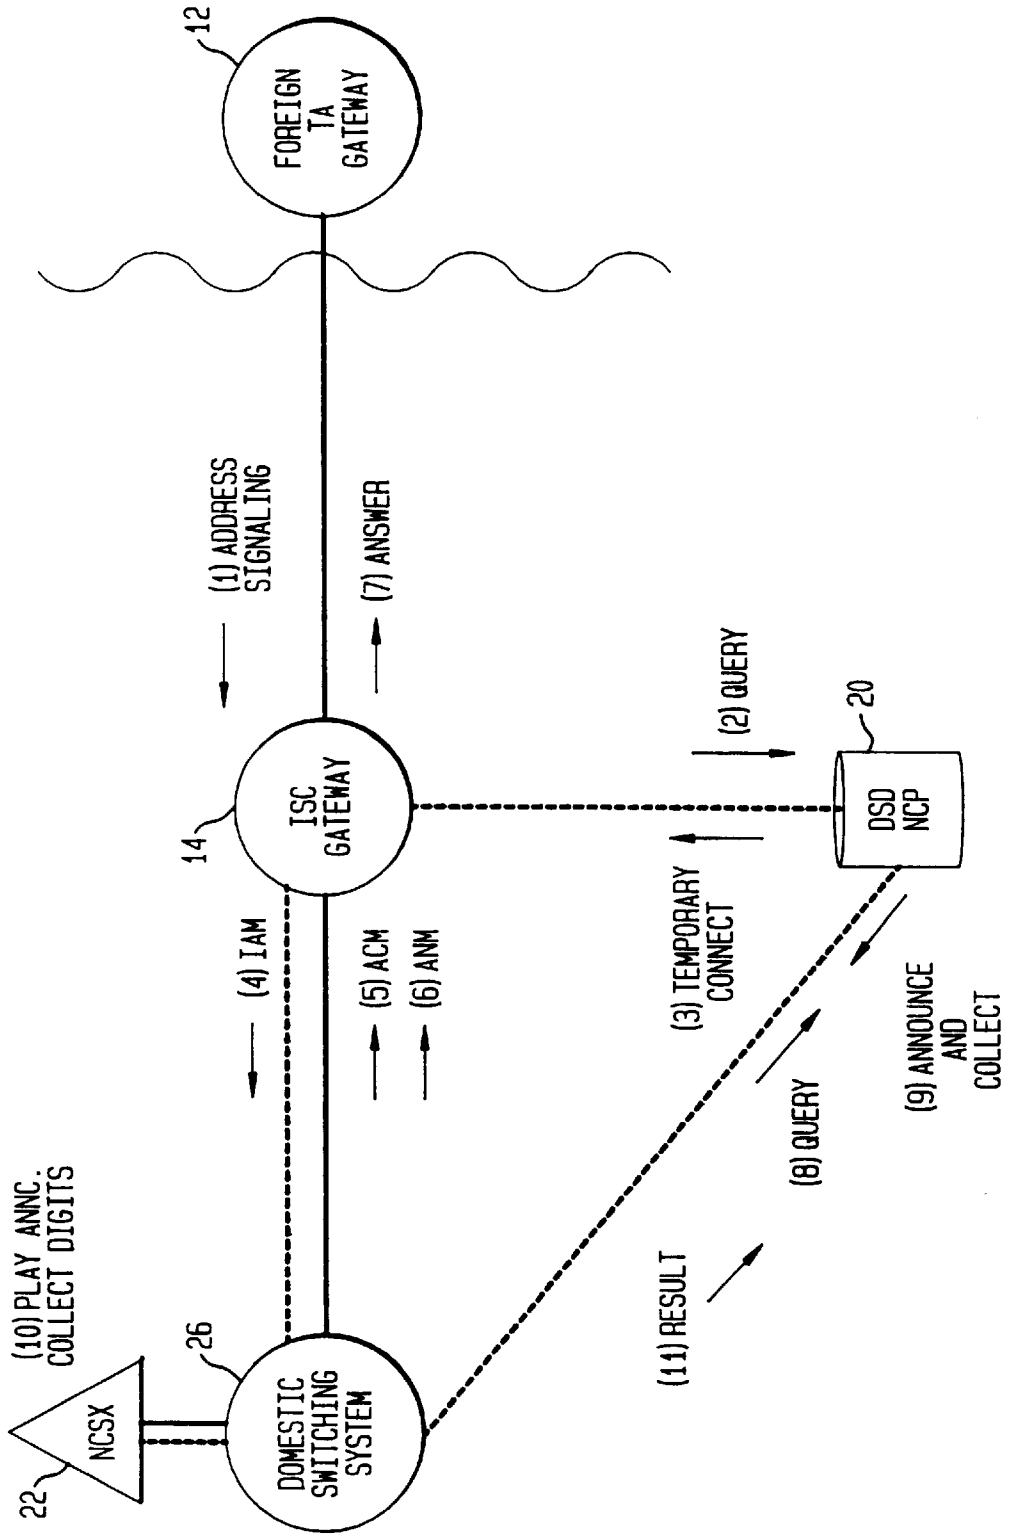 (10) PLAY ANNC.
COLLECT DIGITS
22
NCSX
26
DOMESTIC
SWITCHING
SYSTEM
(4) IAM
(5) ACM
(6) ANM
14
ISC
GATEWAY
(1) ADDRESS
SIGNALING
(7) ANSWER
12
FOREIGN
TA
GATEWAY
(11) RESULT
(8) QUERY
(3) TEMPORARY
CONNECT
(2) QUERY
(9) ANNOUNCE
AND
COLLECT
DSD
NCP
20